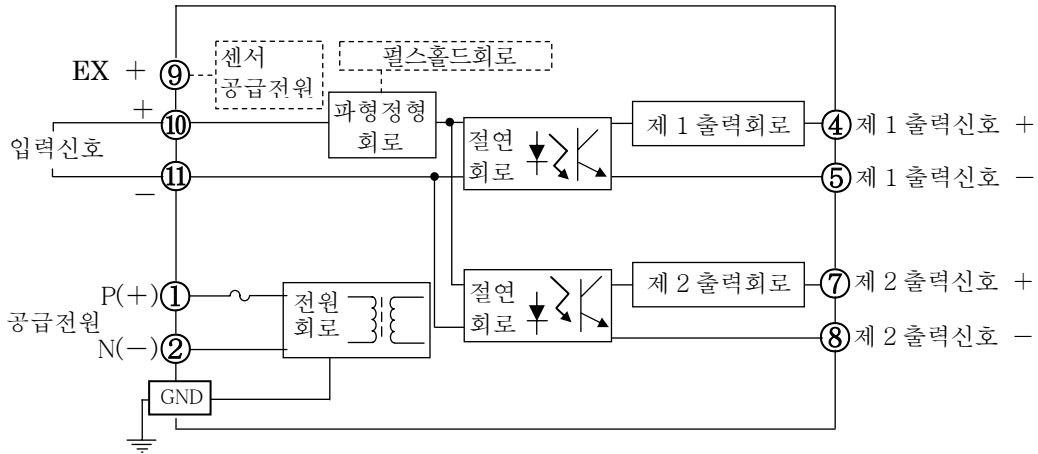 센서
공급전원
펄스홀드회로
EX + ⑨
+
⑩
파형정형
회로
입력신호
⑪
−
절연
회로
제 1 출력회로
④ 제 1 출력신호 +
⑤ 제 1 출력신호 −
P(+) ①
공급전원
N(−) ②
전원
회로
GND
절연
회로
제 2 출력회로
⑦ 제 2 출력신호 +
⑧ 제 2 출력신호 −